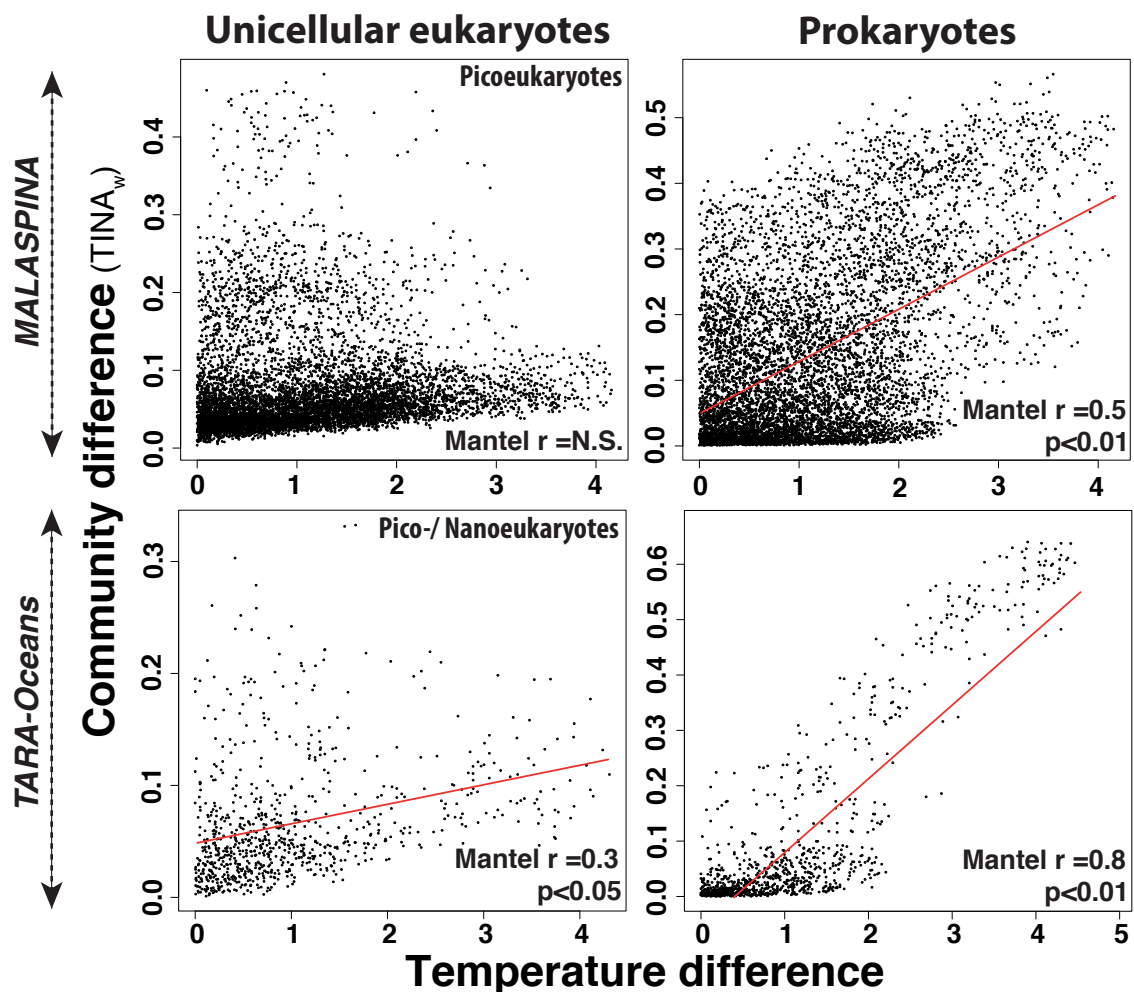 Unicellular eukaryotes
Prokaryotes
MALASPINA
TARA-Oceans
Community difference (TINAw)
Picoeukaryotes
0.0 0.1 0.2 0.3 0.4
Mantel r =N.S.
0 1 2 3 4
0.0 0.1 0.2 0.3 0.4 0.5
Mantel r =0.5
p<0.01
0 1 2 3 4
Pico-/ Nanoeukaryotes
0.0 0.1 0.2 0.3
Mantel r =0.3
p<0.05
0 1 2 3 4
0.0 0.1 0.2 0.3 0.4 0.5 0.6
Mantel r =0.8
p<0.01
0 1 2 3 4 5
Temperature difference